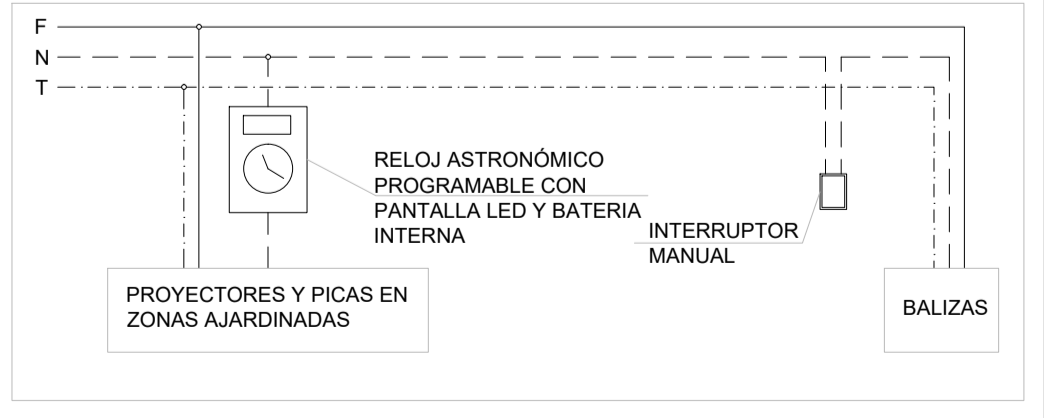 F
N
T
RELOJ ASTRONÓMICO
PROGRAMABLE CON
PANTALLA LED Y BATERIA
INTERNA
INTERRUPTOR
MANUAL
PROYECTORES Y PICAS EN
ZONAS AJARDINADAS
BALIZAS